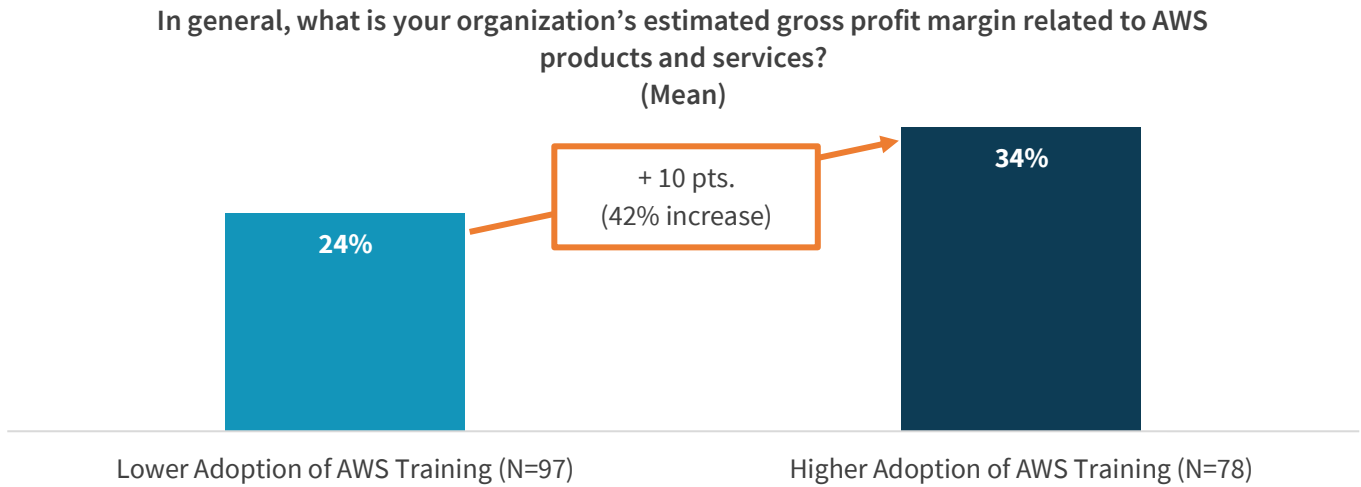 In general, what is your organization’s estimated gross profit margin related to AWS
products and services?
(Mean)
34%
+ 10 pts.
(42% increase)
24%
Lower Adoption of AWS Training (N=97)
Higher Adoption of AWS Training (N=78)